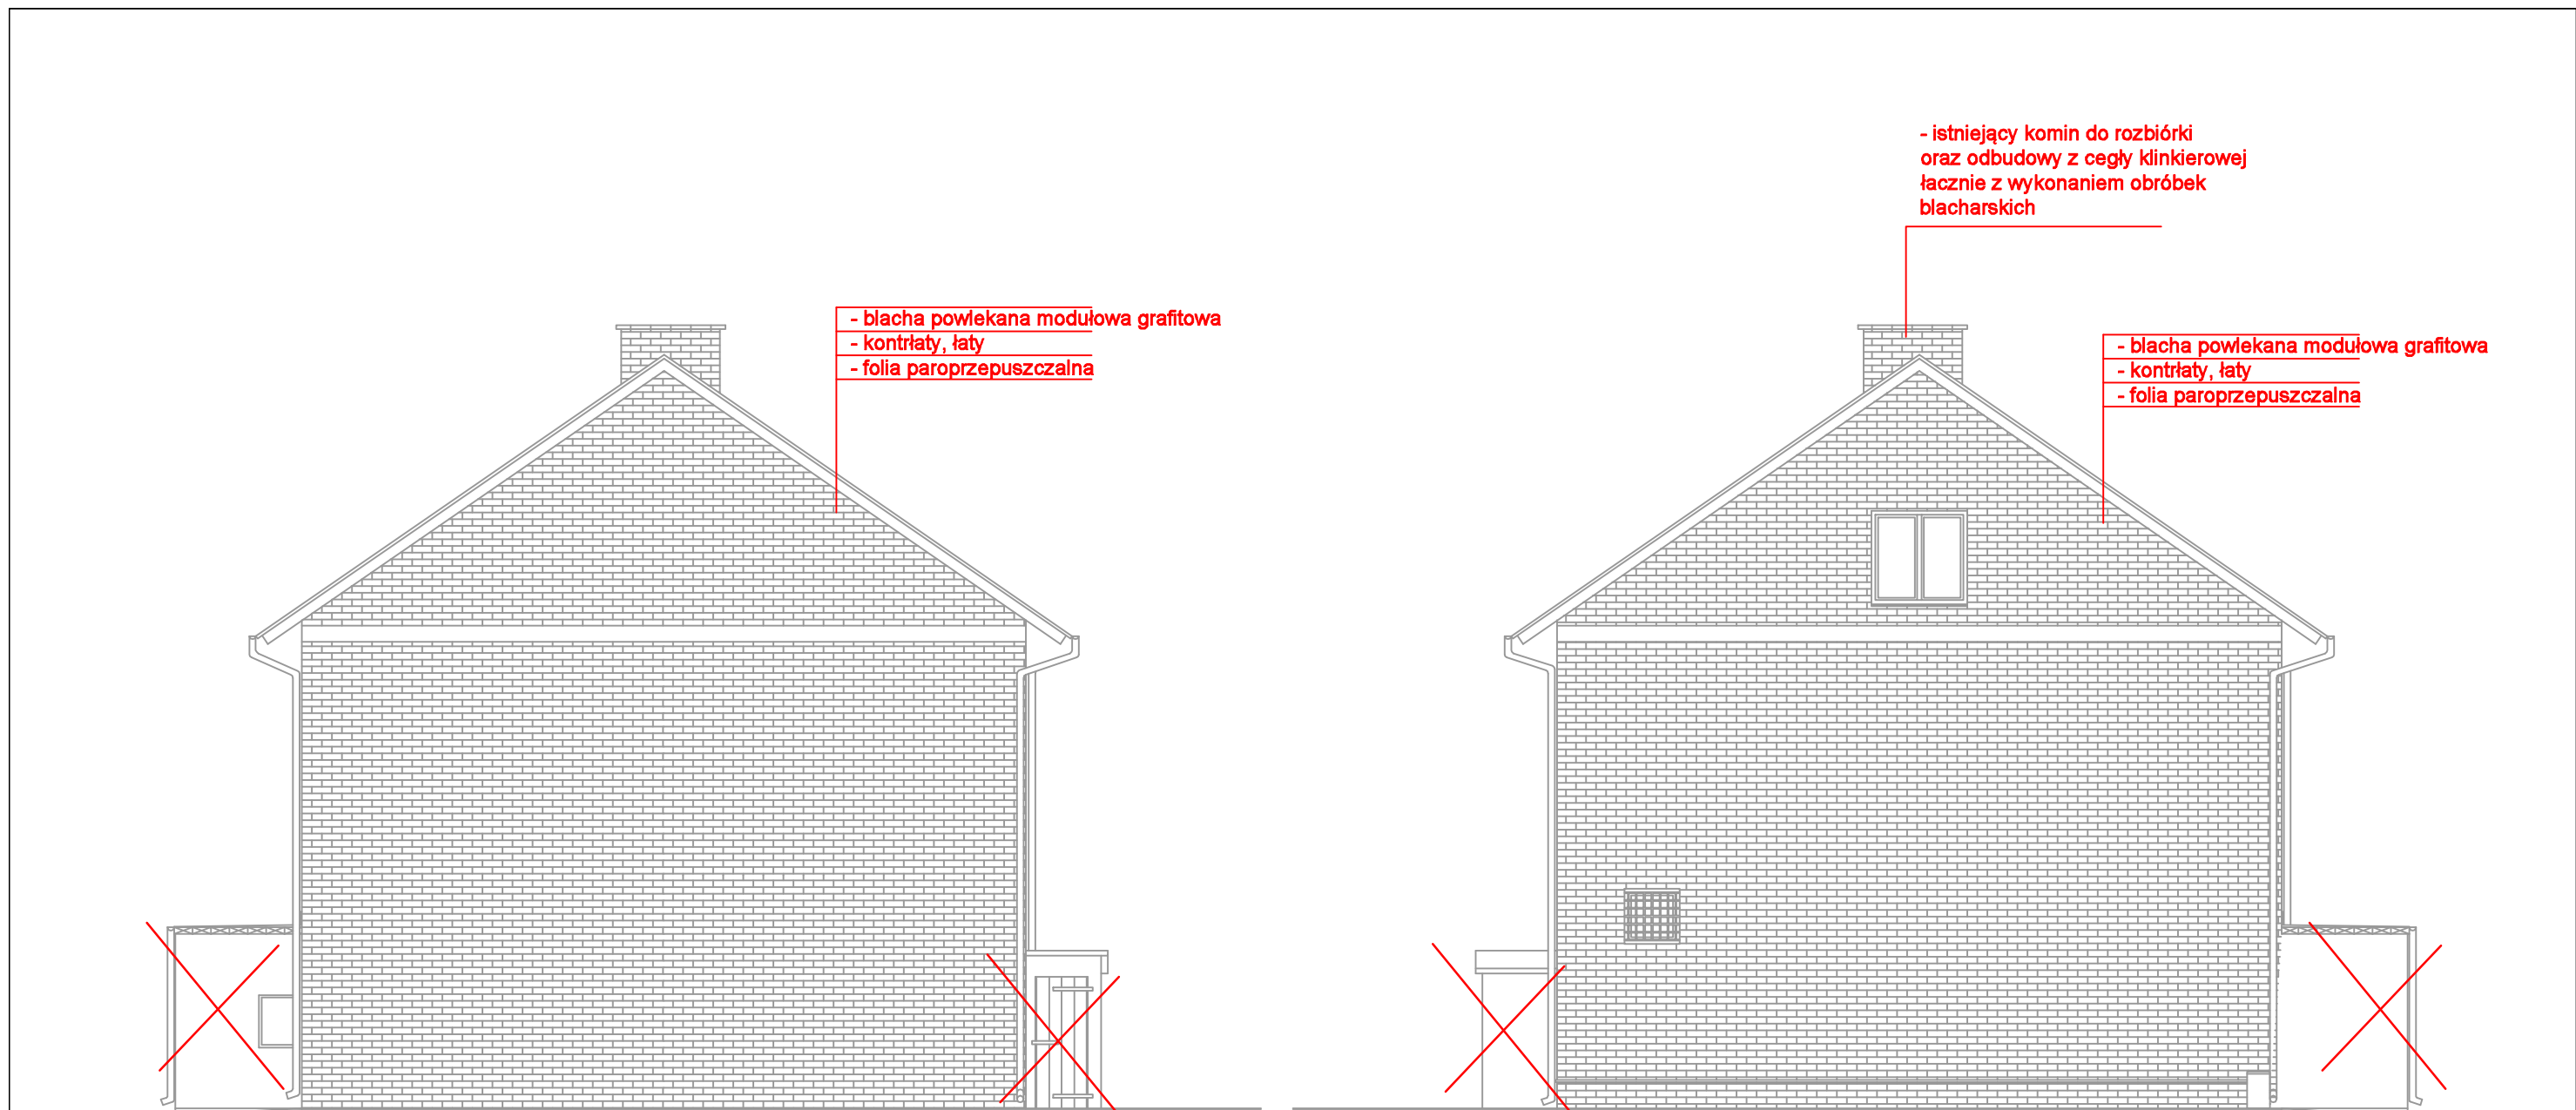 - istniejący komin do rozbiórki
oraz odbudowy z cegły klinkierowej
łacznie z wykonaniem obróbek
blacharskich
- blacha powlekana modułowa grafitowa
- kontrłaty, łaty
- folia paroprzepuszczalna
- blacha powlekana modułowa grafitowa
- kontrłaty, łaty
- folia paroprzepuszczalna